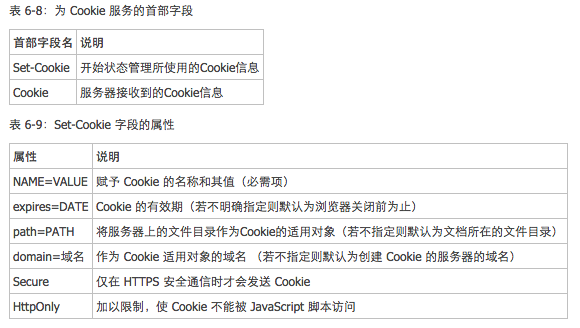 表 6-8：为 Cookie 服务的首部字段
首部字段名 说明
Set-Cookie 开始状态管理所使用的Cookie信息
Cookie 服务器接收到的Cookie信息
表 6-9：Set-Cookie 字段的属性
属性 说明
NAME=VALUE 赋予 Cookie 的名称和其值（必需项）
expires=DATE Cookie 的有效期（若不明确指定则默认为浏览器关闭前为止）
path=PATH 将服务器上的文件目录作为Cookie的适用对象（若不指定则默认为文档所在的文件目录）
domain=域名 作为 Cookie 适用对象的域名 （若不指定则默认为创建 Cookie 的服务器的域名）
Secure 仅在 HTTPS 安全通信时才会发送 Cookie
HttpOnly 加以限制，使 Cookie 不能被 JavaScript 脚本访问